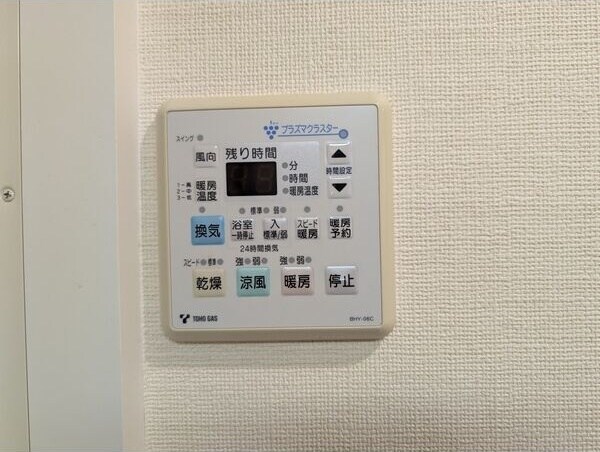 プラズマクラスター
スイング
風向
残り時間
分
時間
暖房温度
時間設定
1−高
2−中
3−低
暖房
温度
標準 弱
換気
浴室
一時停止
入
標準/弱
スピード
暖房
暖房
予約
24時間換気
スピード 標準
強 弱
強 弱
乾燥
涼風
暖房
停止
TOHO GAS